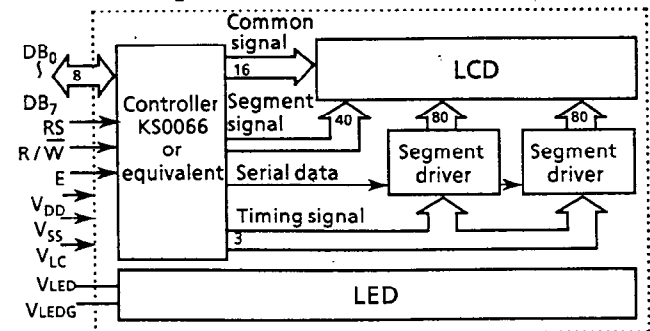 DB0
∫
DB7
8
RS
R / W̅
E
VDD
VSS
VLC
VLED
VLEDG
Controller
KS0066
or
equivalent
Common
signal
16
Segment
signal
40
Serial data
Timing signal
3
LCD
80
80
Segment
driver
Segment
driver
LED